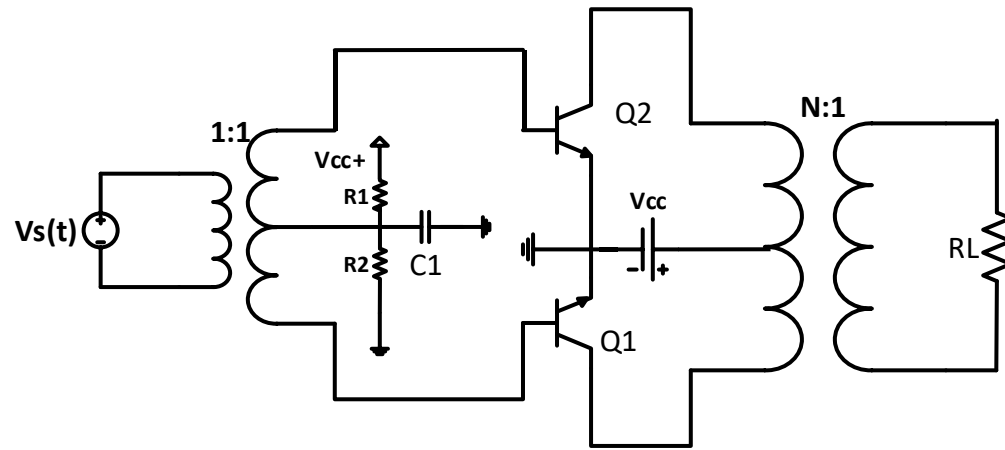 Vs(t)
+
-
1:1
Vcc+
R1
R2
C1
Q2
Q1
Vcc
-
+
N:1
RL